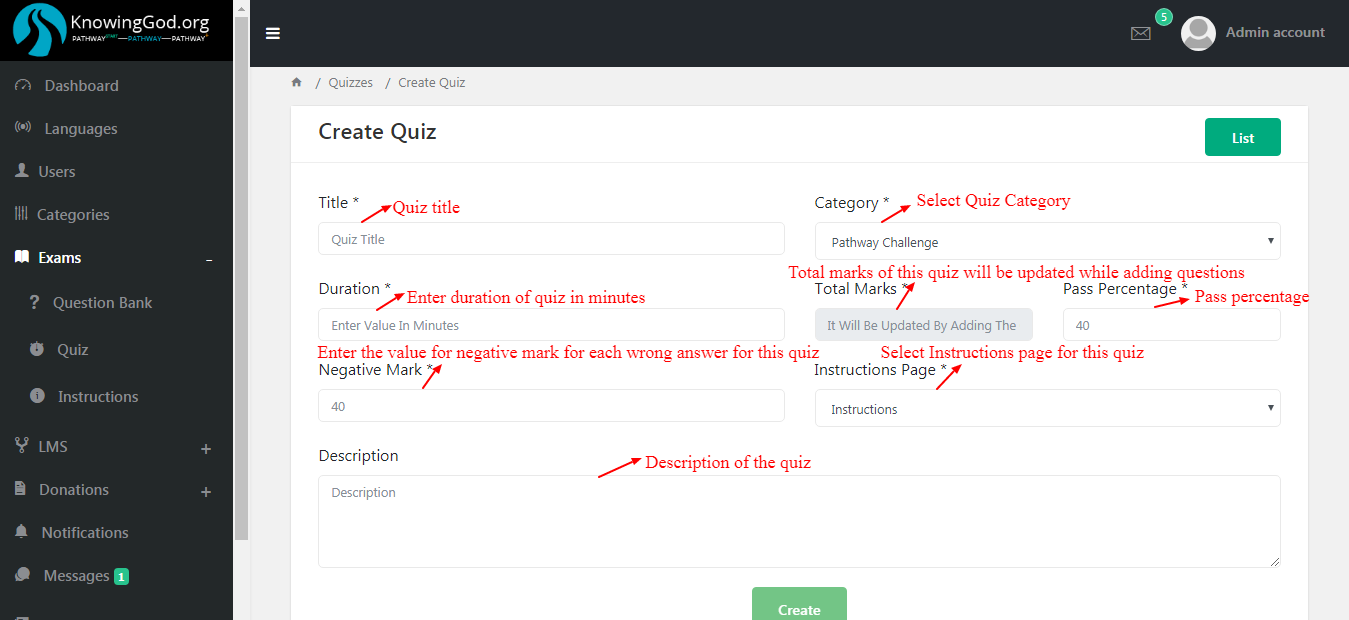 KnowingGod.org
PATHWAYSTART—PATHWAY—PATHWAY+
5
Admin account
Dashboard
Languages
Users
Categories
Exams
–
Question Bank
Quiz
Instructions
LMS +
Donations +
Notifications
Messages 1
/ Quizzes / Create Quiz
Create Quiz
List
Title *
Quiz title
Quiz Title
Category *
Select Quiz Category
Pathway Challenge
Duration *
Enter duration of quiz in minutes
Enter Value In Minutes
Total marks of this quiz will be updated while adding questions
Total Marks *
It Will Be Updated By Adding The
Pass Percentage *
Pass percentage
40
Enter the value for negative mark for each wrong answer for this quiz
Negative Mark *
40
Select Instructions page for this quiz
Instructions Page *
Instructions
Description
Description of the quiz
Description
Create